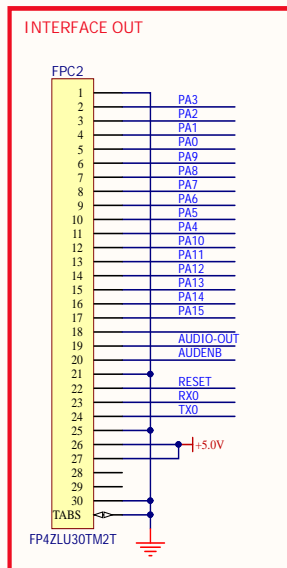 INTERFACE OUT
FPC2
1
2 PA3
3 PA2
4 PA1
5 PA0
6 PA9
7 PA8
8 PA7
9 PA6
10 PA5
11 PA4
12 PA10
13 PA11
14 PA12
15 PA13
16 PA14
17 PA15
18
19 AUDIO-OUT
20 AUDENB
21
22 RESET
23 RX0
24 TX0
25
26 +5.0V
27
28
29
30
TABS
FP4ZLU30TM2T